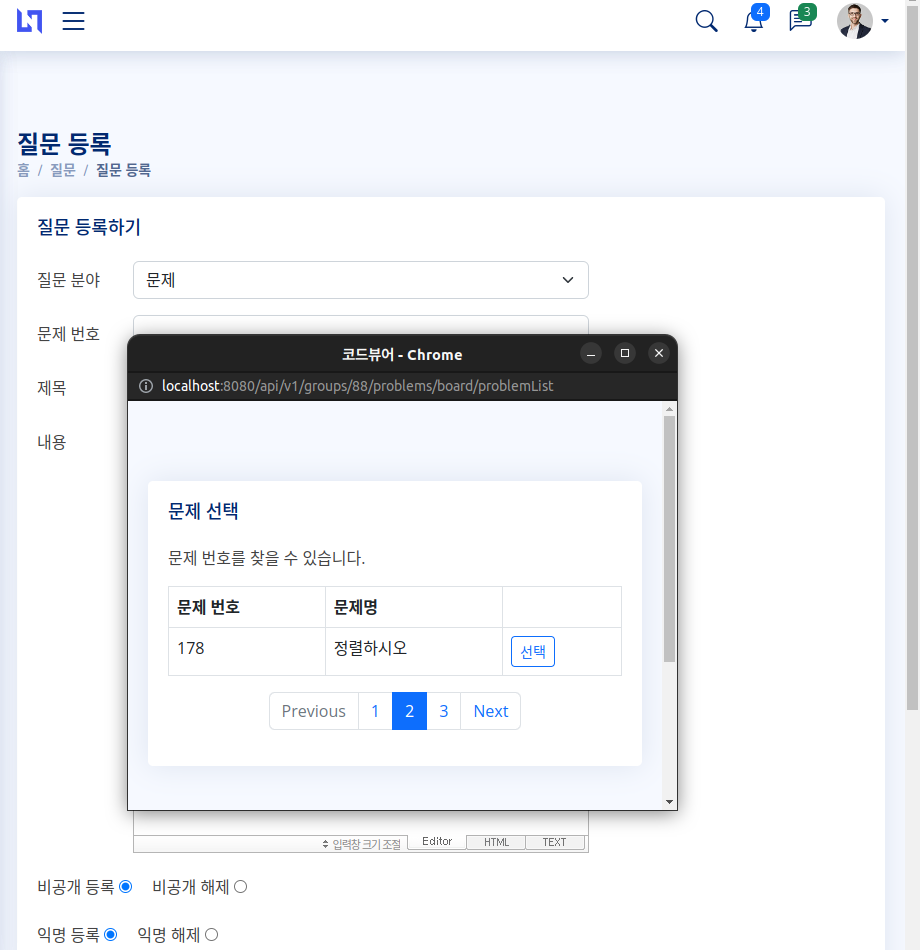 4
3
질문 등록
홈 / 질문 / 질문 등록
질문 등록하기
질문 분야 문제
문제 번호
제목
내용
코드뷰어 - Chrome
localhost:8080/api/v1/groups/88/problems/board/problemList
문제 선택
문제 번호를 찾을 수 있습니다.
문제 번호 문제명
178 정렬하시오 선택
Previous 1 2 3 Next
입력창 크기 조절 Editor HTML TEXT
비공개 등록 비공개 해제
익명 등록 익명 해제